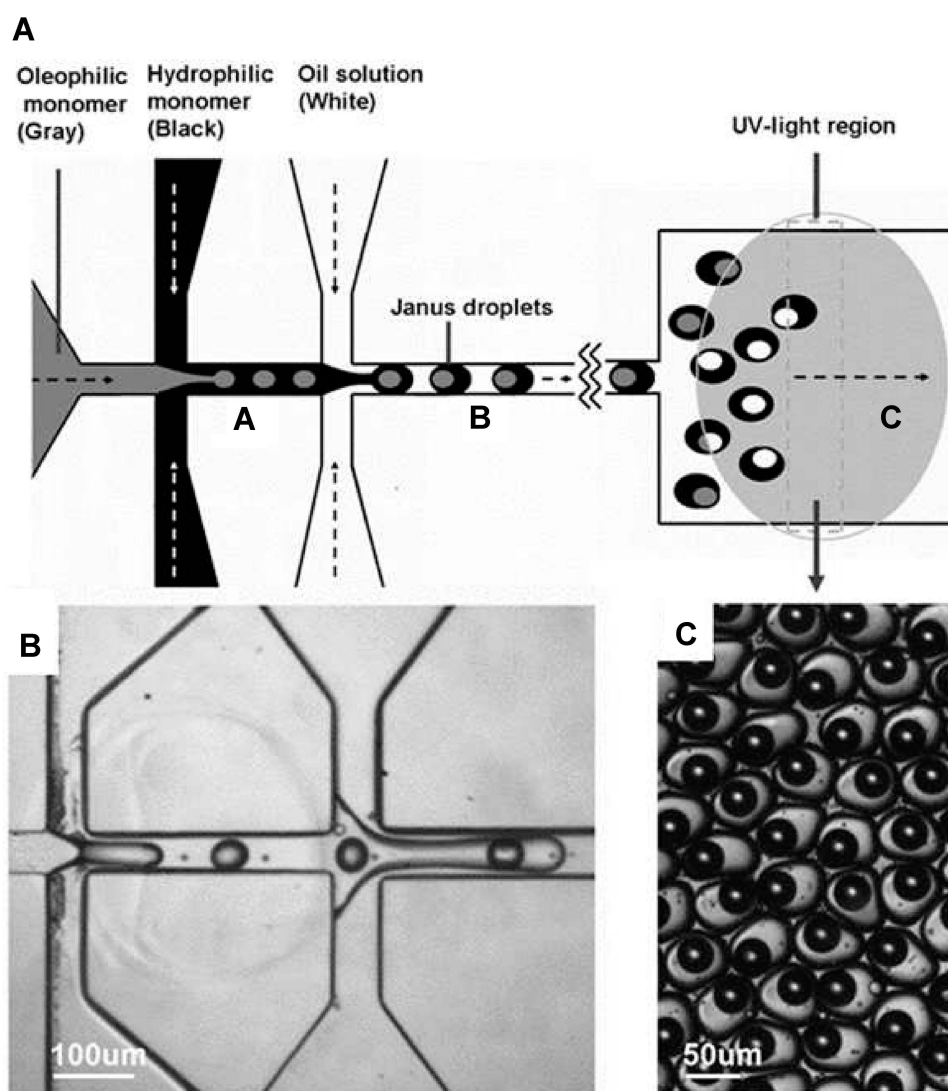 A
Oleophilic
monomer
(Gray)
Hydrophilic
monomer
(Black)
Oil solution
(White)
UV-light region
Janus droplets
A
B
C
B
100um
C
50um